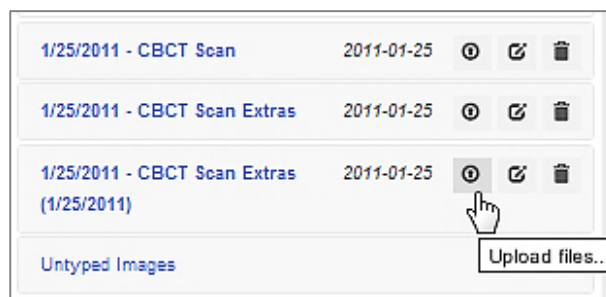 1/25/2011 - CBCT Scan 2011-01-25
1/25/2011 - CBCT Scan Extras 2011-01-25
1/25/2011 - CBCT Scan Extras 2011-01-25
(1/25/2011)
Untyped Images
Upload files...